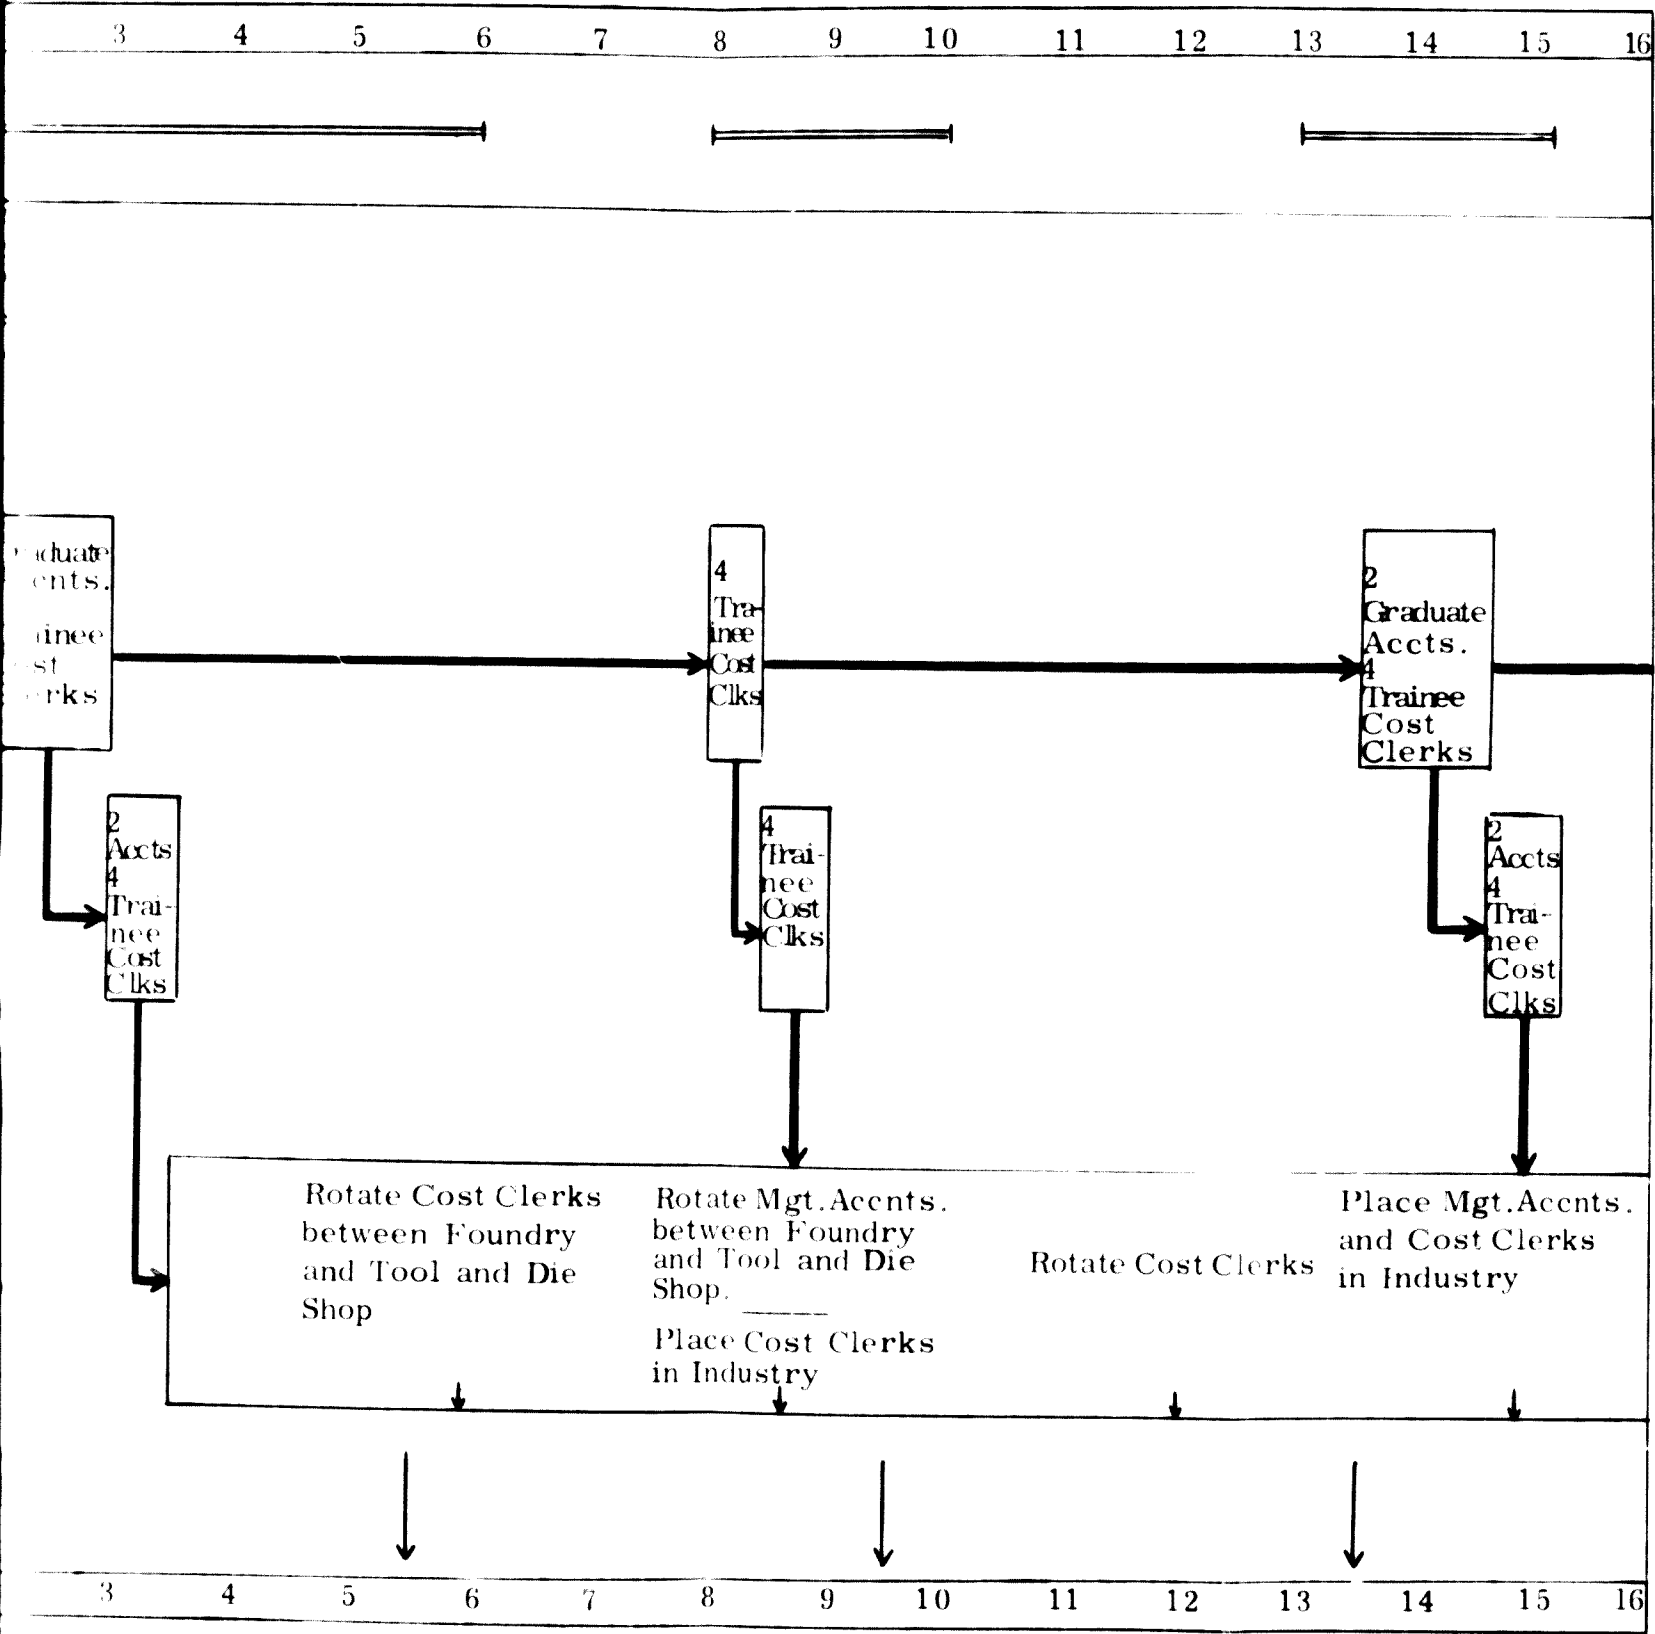 3 4 5 6 7 8 9 10 11 12 13 14 15 16
4
Tra-
inee
Cost
Clks
2
Graduate
Accts.
4
Trainee
Cost
Clerks
2
Accts
4
Trai-
nee
Cost
Clks
4
Trai-
nee
Cost
Clks
2
Accts
4
Trai-
nee
Cost
Clks
Rotate Cost Clerks
between Foundry
and Tool and Die
Shop
Rotate Mgt. Accnts.
between Foundry
and Tool and Die
Shop.
Place Cost Clerks
in Industry
Rotate Cost Clerks
Place Mgt. Accnts.
and Cost Clerks
in Industry
3 4 5 6 7 8 9 10 11 12 13 14 15 16